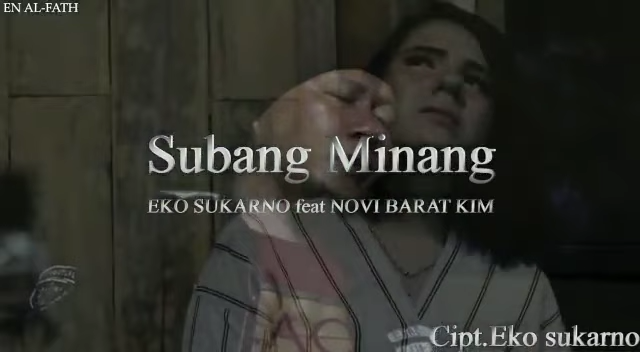 EN AL-FATH
Subang Minang
EKO SUKARNO feat NOVI BARAT KIM
Cipt.Eko sukarno